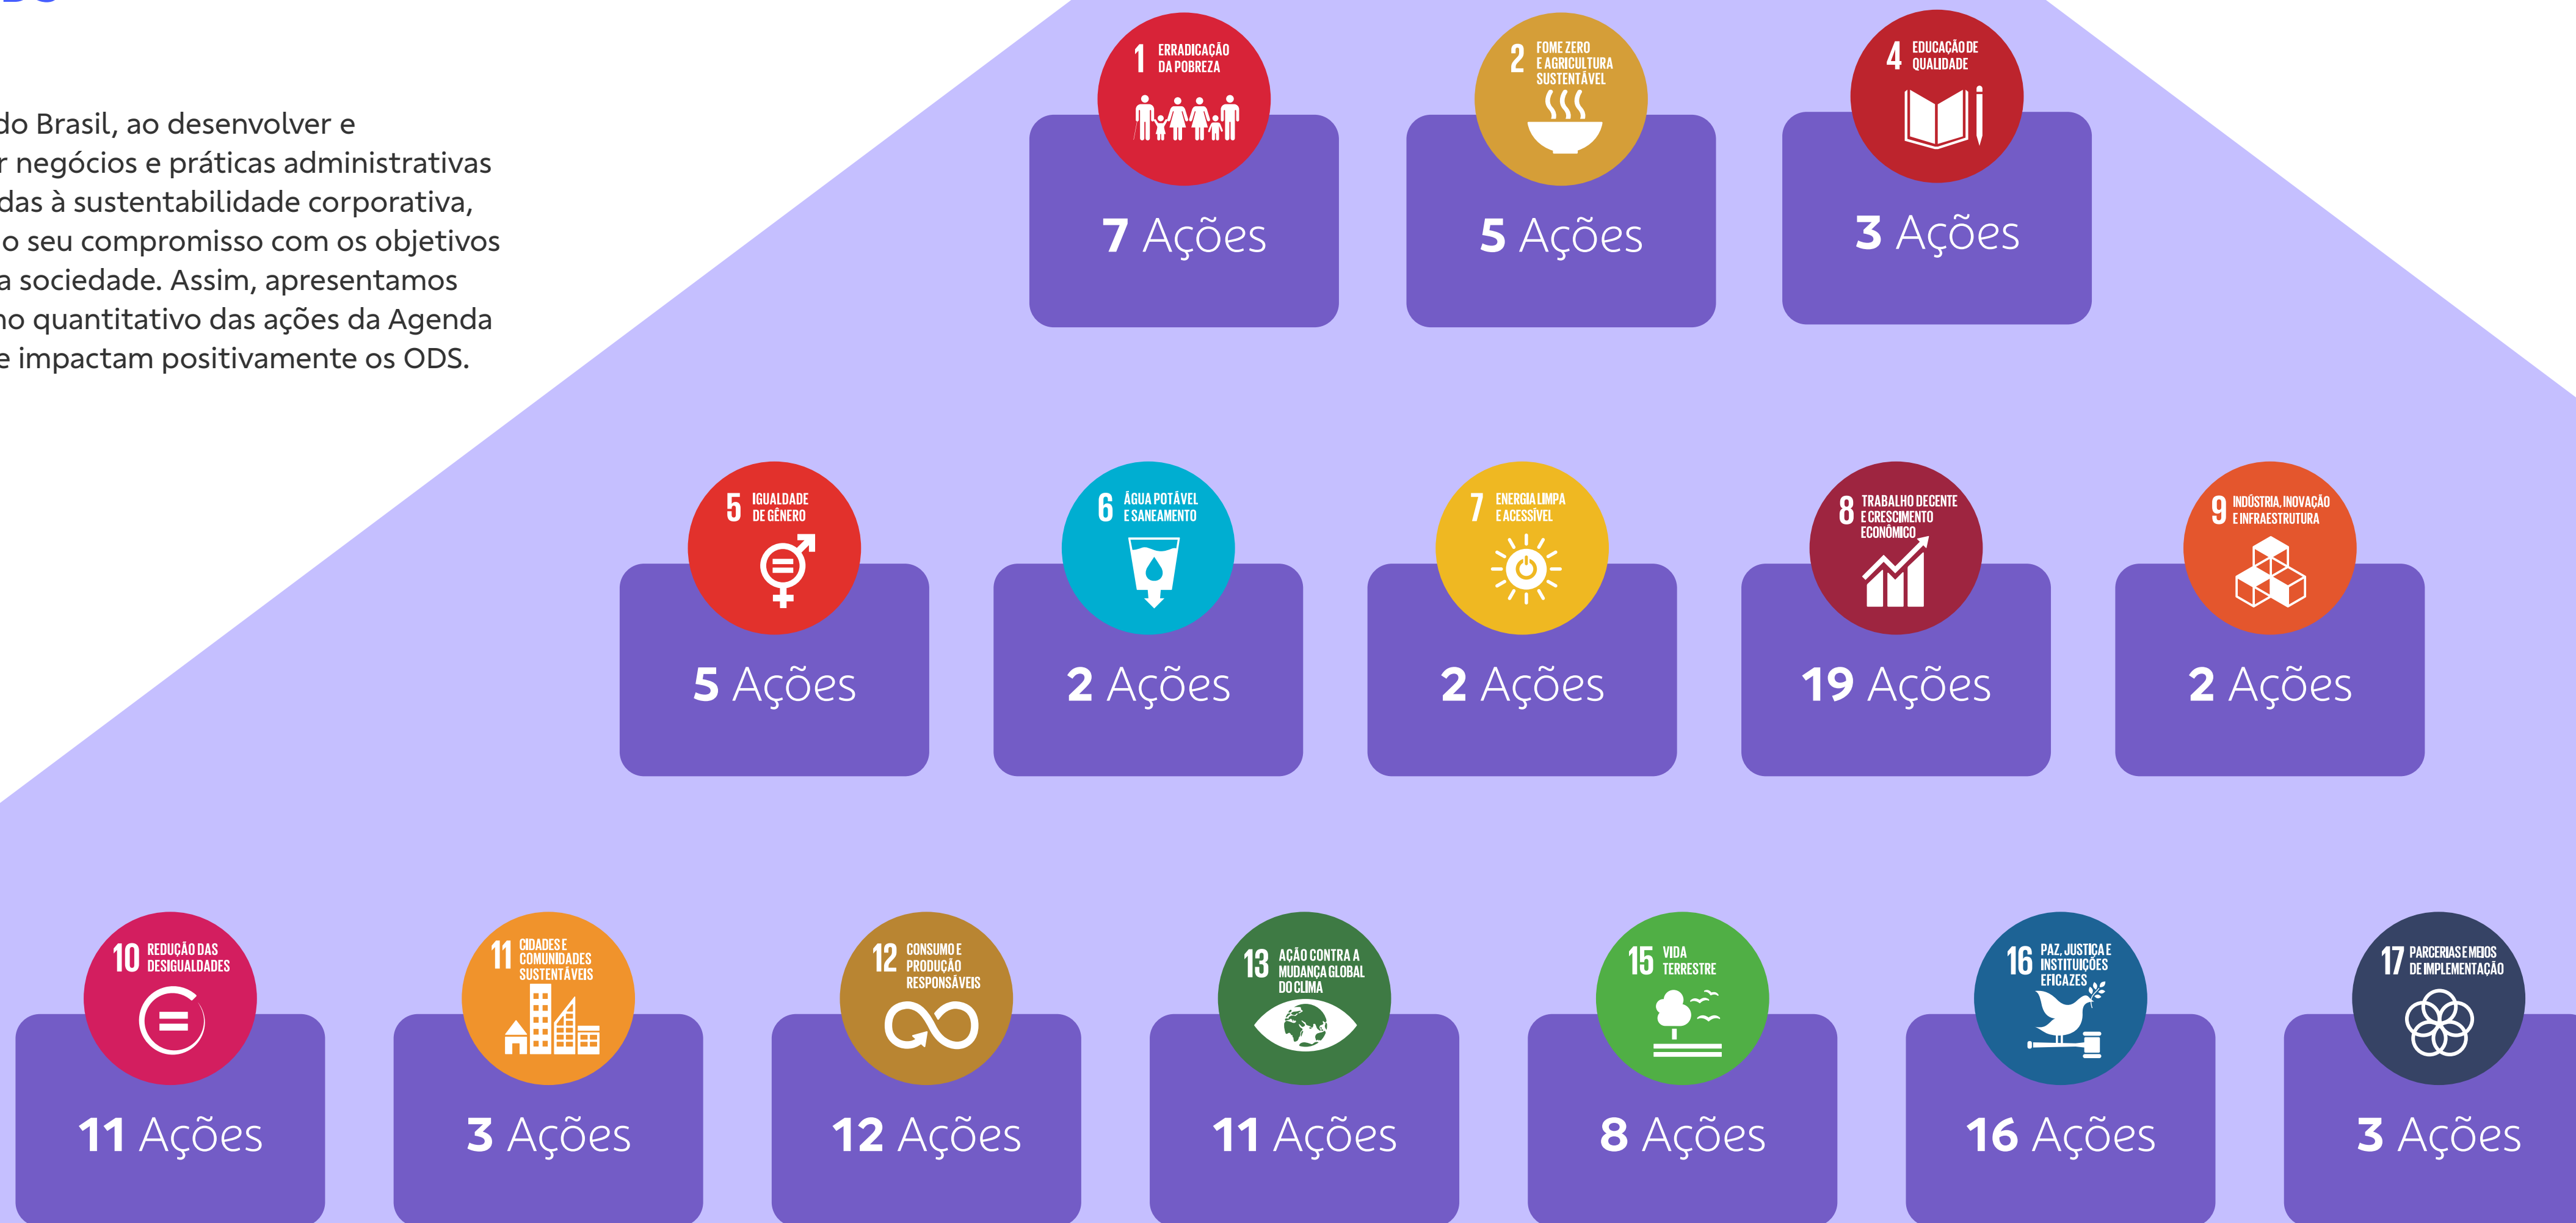 do Brasil, ao desenvolver e
negócios e práticas administrativas
à sustentabilidade corporativa,
o seu compromisso com os objetivos
a sociedade. Assim, apresentamos
quantitativo das ações da Agenda
e impactam positivamente os ODS.
1 ERRADICAÇÃO
DA POBREZA
7 Ações
2 FOME ZERO
E AGRICULTURA
SUSTENTÁVEL
5 Ações
4 EDUCAÇÃO DE
QUALIDADE
3 Ações
5 IGUALDADE
DE GÊNERO
5 Ações
6 ÁGUA POTÁVEL
E SANEAMENTO
2 Ações
7 ENERGIA LIMPA
E ACESSÍVEL
2 Ações
8 TRABALHO DECENTE
E CRESCIMENTO
ECONÔMICO
19 Ações
9 INDÚSTRIA, INOVAÇÃO
E INFRAESTRUTURA
2 Ações
10 REDUÇÃO DAS
DESIGUALDADES
11 Ações
11 CIDADES E
COMUNIDADES
SUSTENTÁVEIS
3 Ações
12 CONSUMO E
PRODUÇÃO
RESPONSÁVEIS
12 Ações
13 AÇÃO CONTRA A
MUDANÇA GLOBAL
DO CLIMA
11 Ações
15 VIDA
TERRESTRE
8 Ações
16 PAZ, JUSTIÇA E
INSTITUIÇÕES
EFICAZES
16 Ações
17 PARCERIAS E MEIOS
DE IMPLEMENTAÇÃO
3 Ações